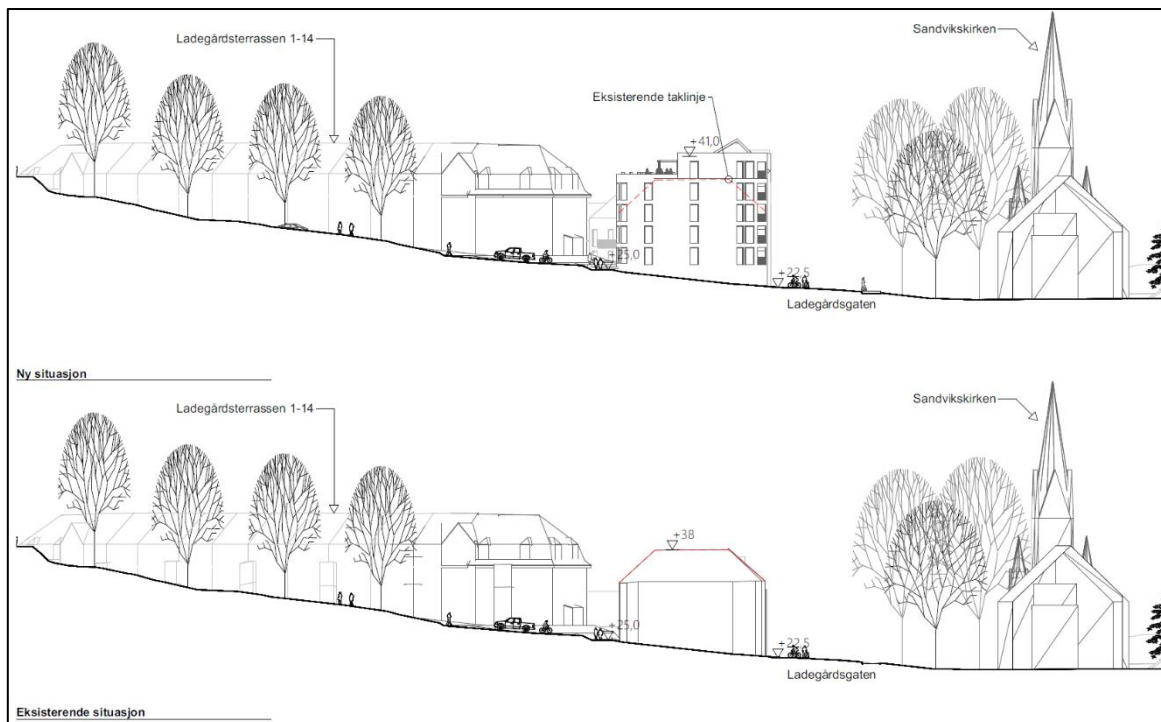 Ladegårdsterrassen 1-14
Sandvikskirken
Eksisterende taklinje
+41,0
+25,0
+22,5
Ladegårdsgaten
Ny situasjon
Ladegårdsterrassen 1-14
Sandvikskirken
+38
+25,0
+22,5
Ladegårdsgaten
Eksisterende situasjon